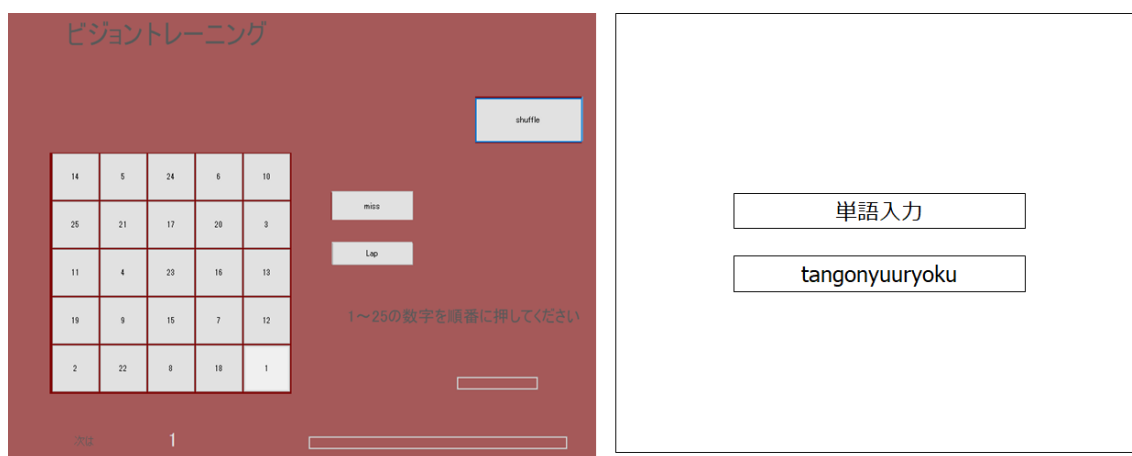 ビジョントレーニング
shuffle
14 5 24 6 10
25 21 17 20 3
11 4 23 16 13
19 9 15 7 12
2 22 8 18 1
miss
Lap
1～25の数字を順番に押してください
次は 1
単語入力
tangonyuuryoku